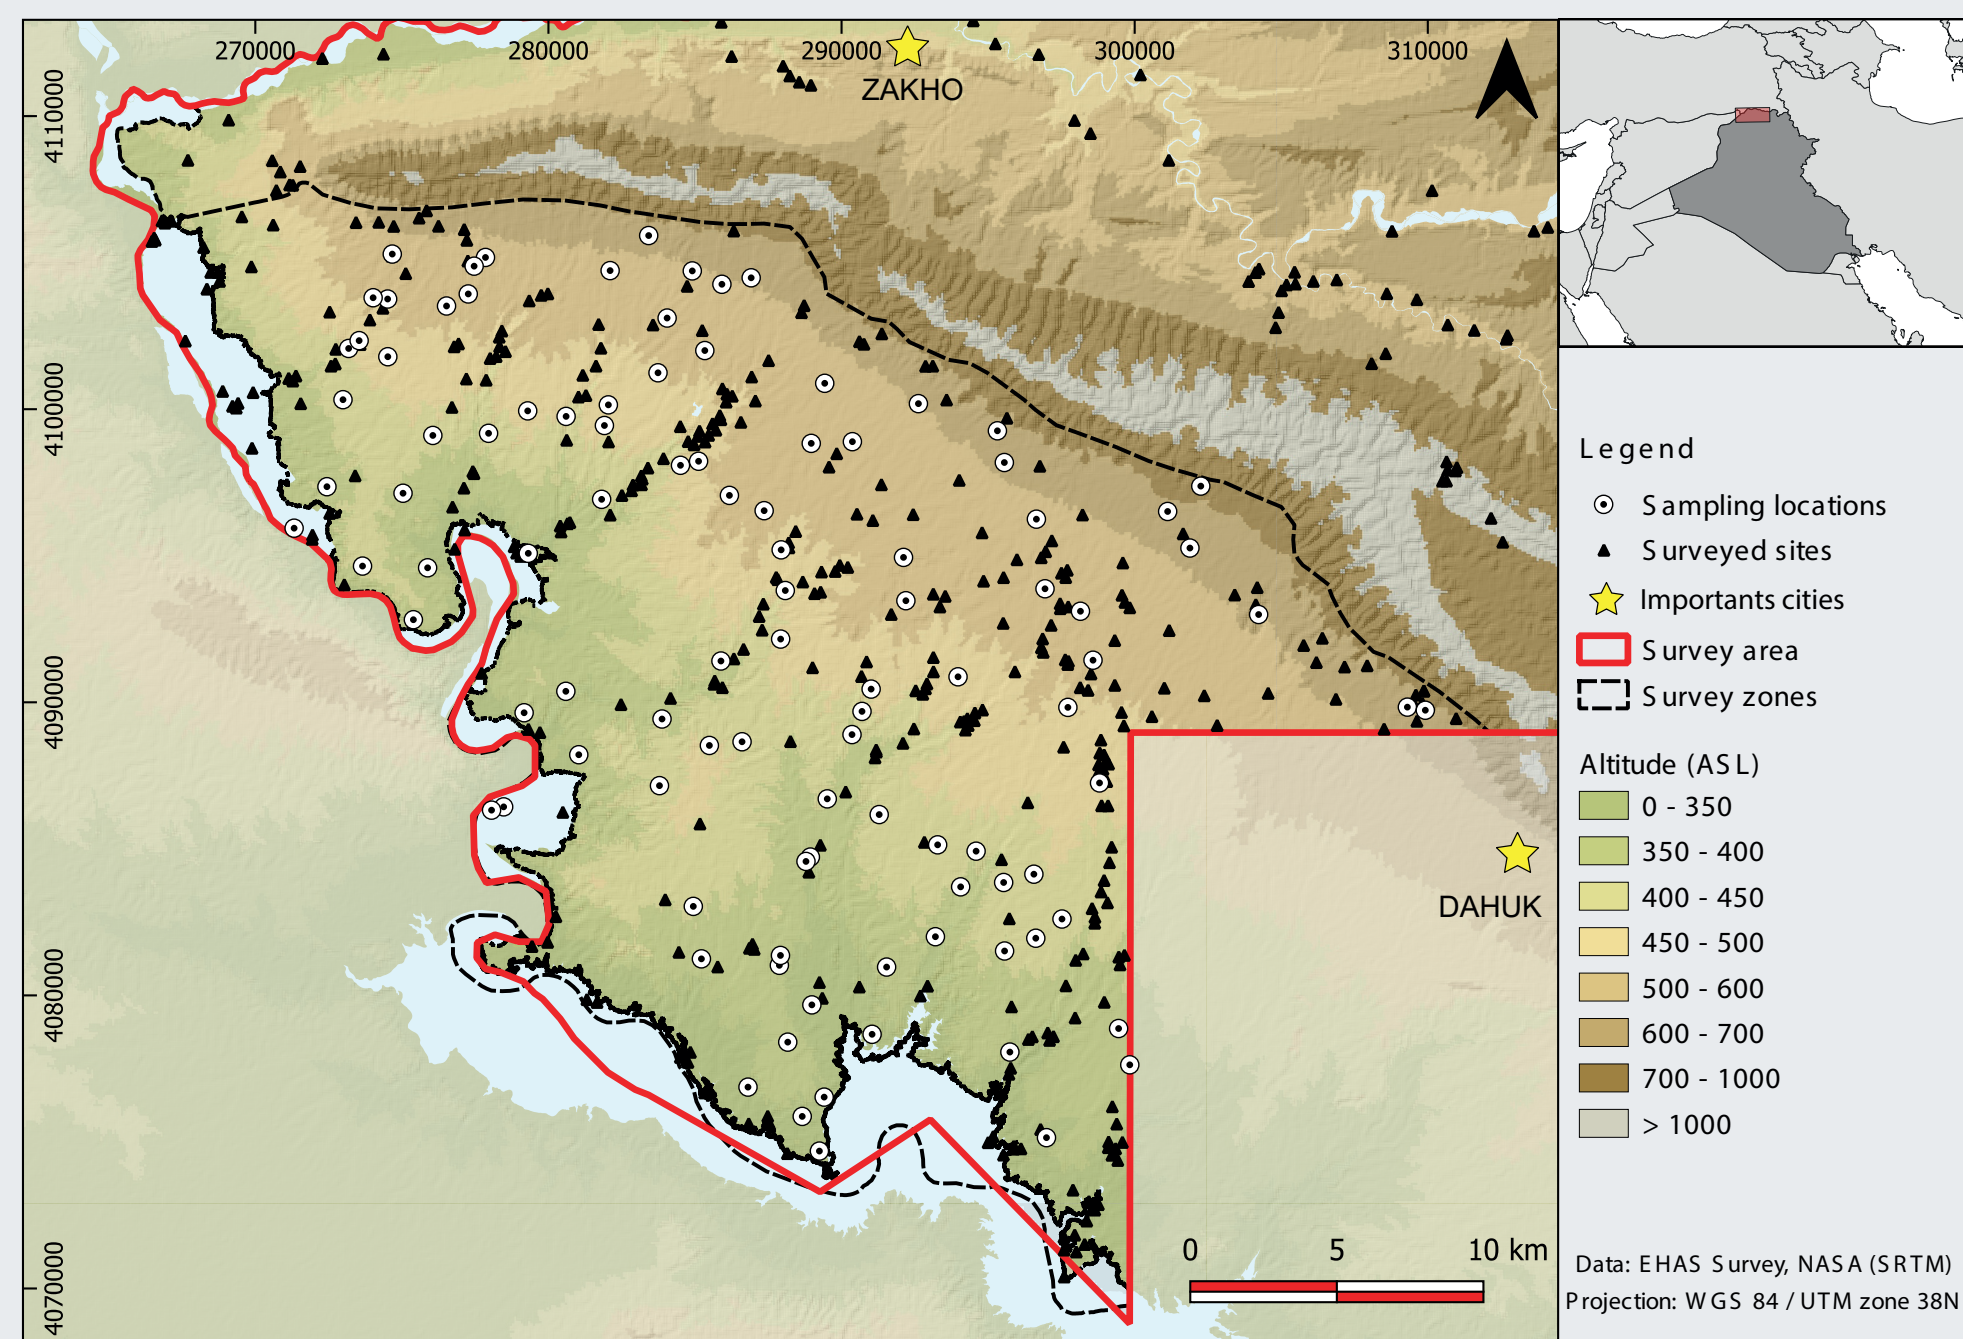 270000
280000
290000
300000
310000
4110000
4100000
4090000
4080000
4070000
ZAKHO
DAHUK
0 5 10 km
Legend
Sampling locations
Surveyed sites
Importants cities
Survey area
Survey zones
Altitude (ASL)
0 - 350
350 - 400
400 - 450
450 - 500
500 - 600
600 - 700
700 - 1000
> 1000
Data: EHAS Survey, NASA (SRTM)
Projection: WGS 84 / UTM zone 38N